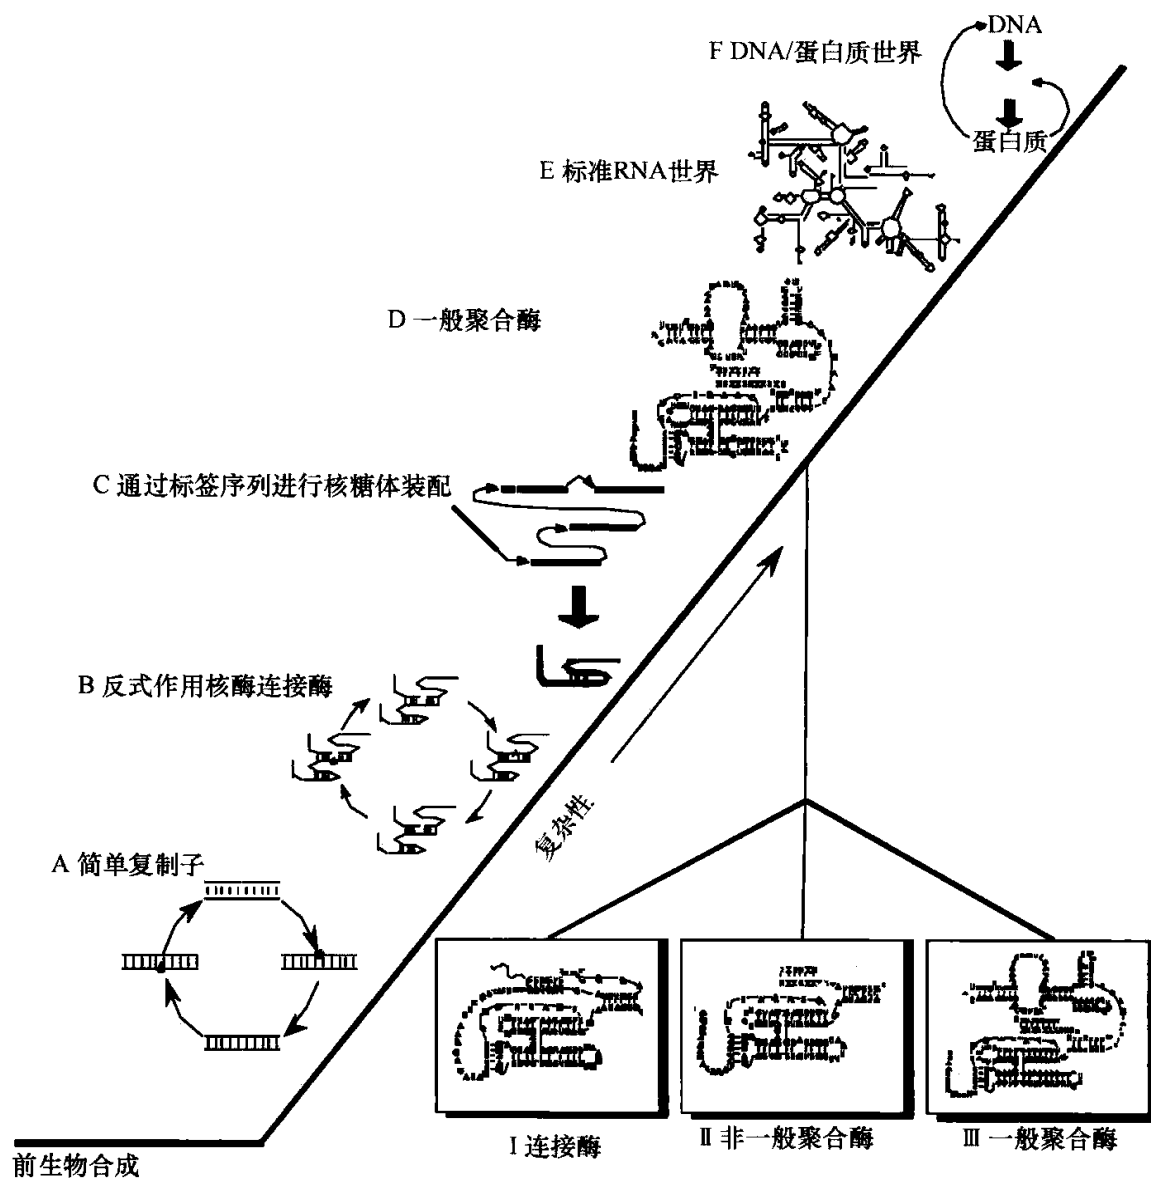 DNA
F DNA/蛋白质世界
蛋白质
E 标准RNA世界
D 一般聚合酶
C 通过标签序列进行核糖体装配
B 反式作用核酶连接酶
复杂性
A 简单复制子
I 连接酶
II 非一般聚合酶
III 一般聚合酶
前生物合成